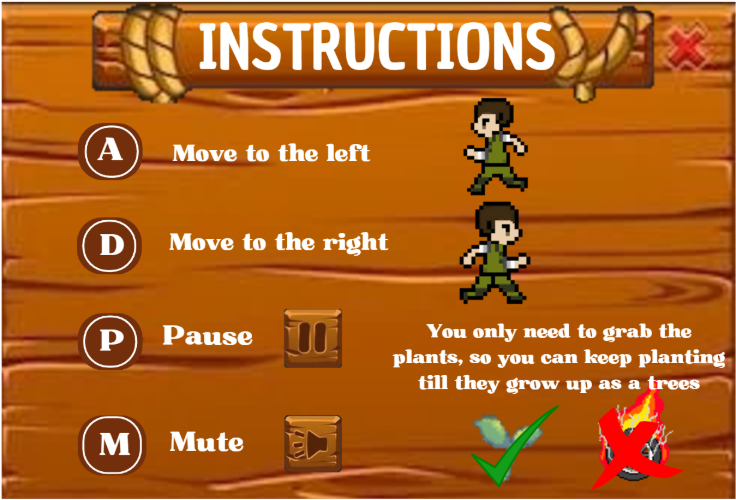 INSTRUCTIONS
A Move to the left
D Move to the right
P Pause
You only need to grab the
plants, so you can keep planting
till they grow up as a trees
M Mute